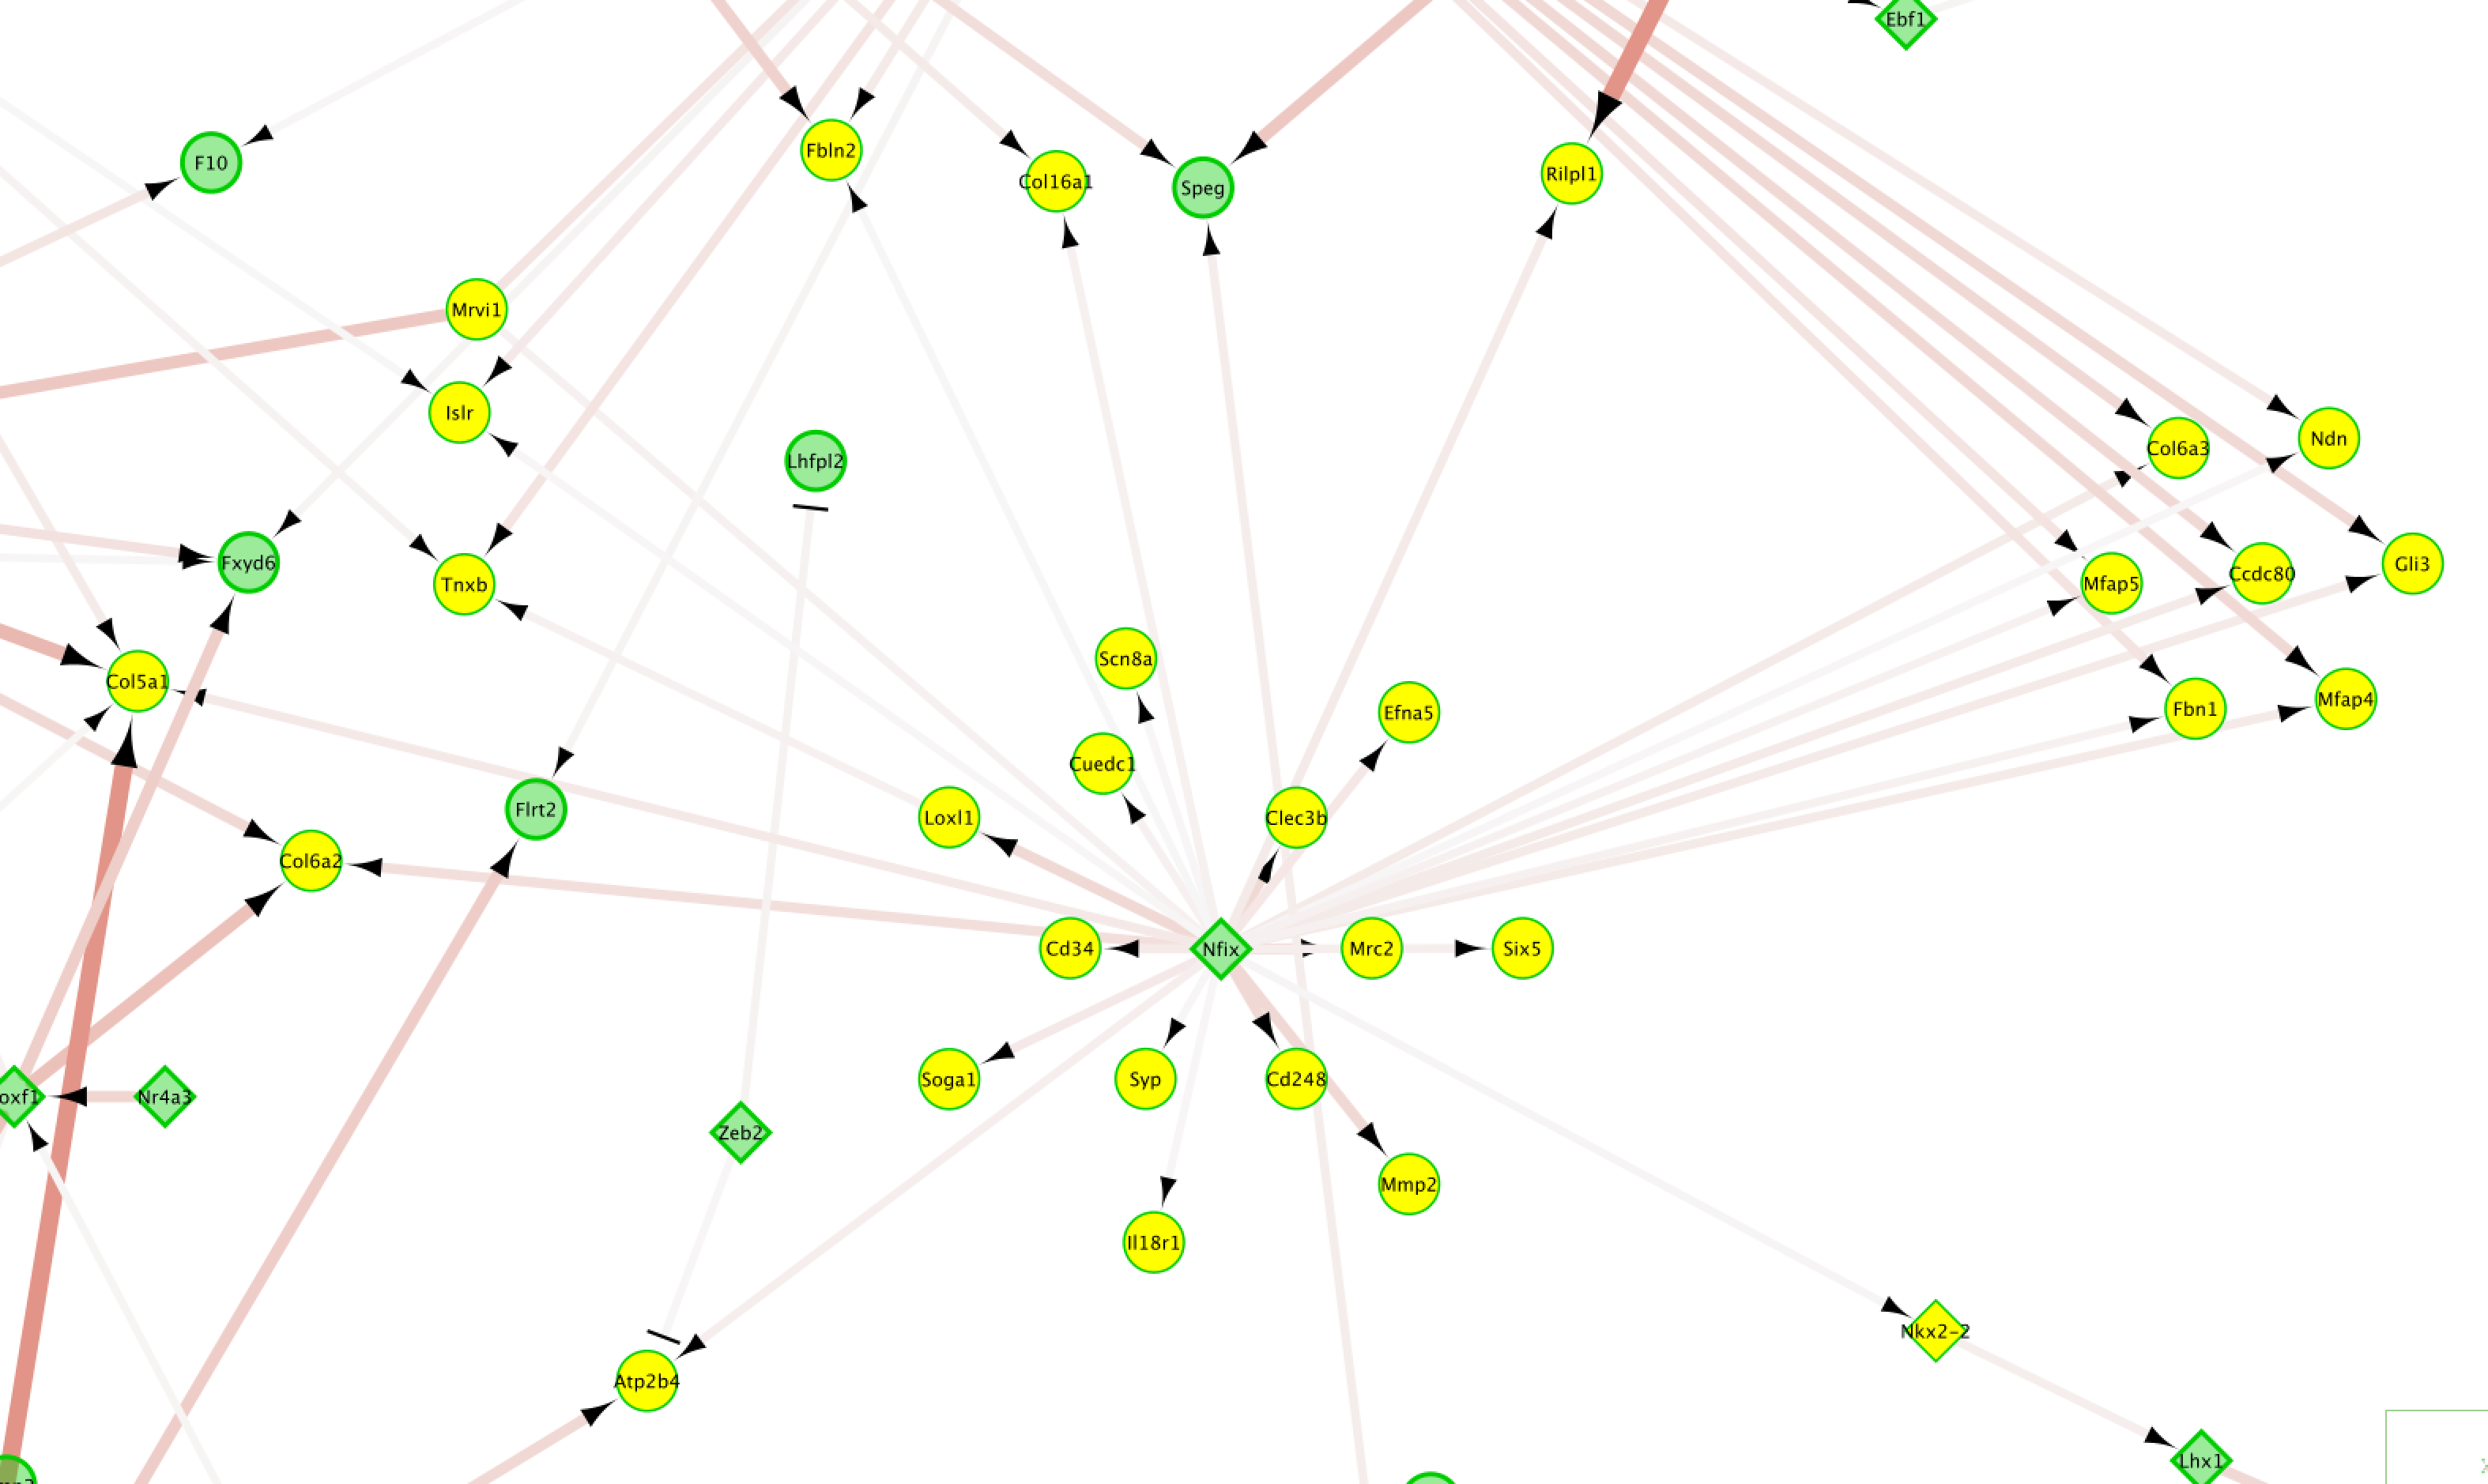 Ebf1
F10
Fbln2
Col16a1
Speg
Rilpl1
Mrvi1
Islr
Lhfpl2
Col6a3
Ndn
Fxyd6
Tnxb
Mfap5
Ccdc80
Gli3
Scn8a
Col5a1
Efna5
Fbn1
Mfap4
Cuedc1
Flrt2
Loxl1
Clec3b
Col6a2
Cd34
Nfix
Mrc2
Six5
Soga1
Syp
Cd248
oxf1
Nr4a3
Zeb2
Mmp2
Il18r1
Nkx2-2
Atp2b4
Lhx1